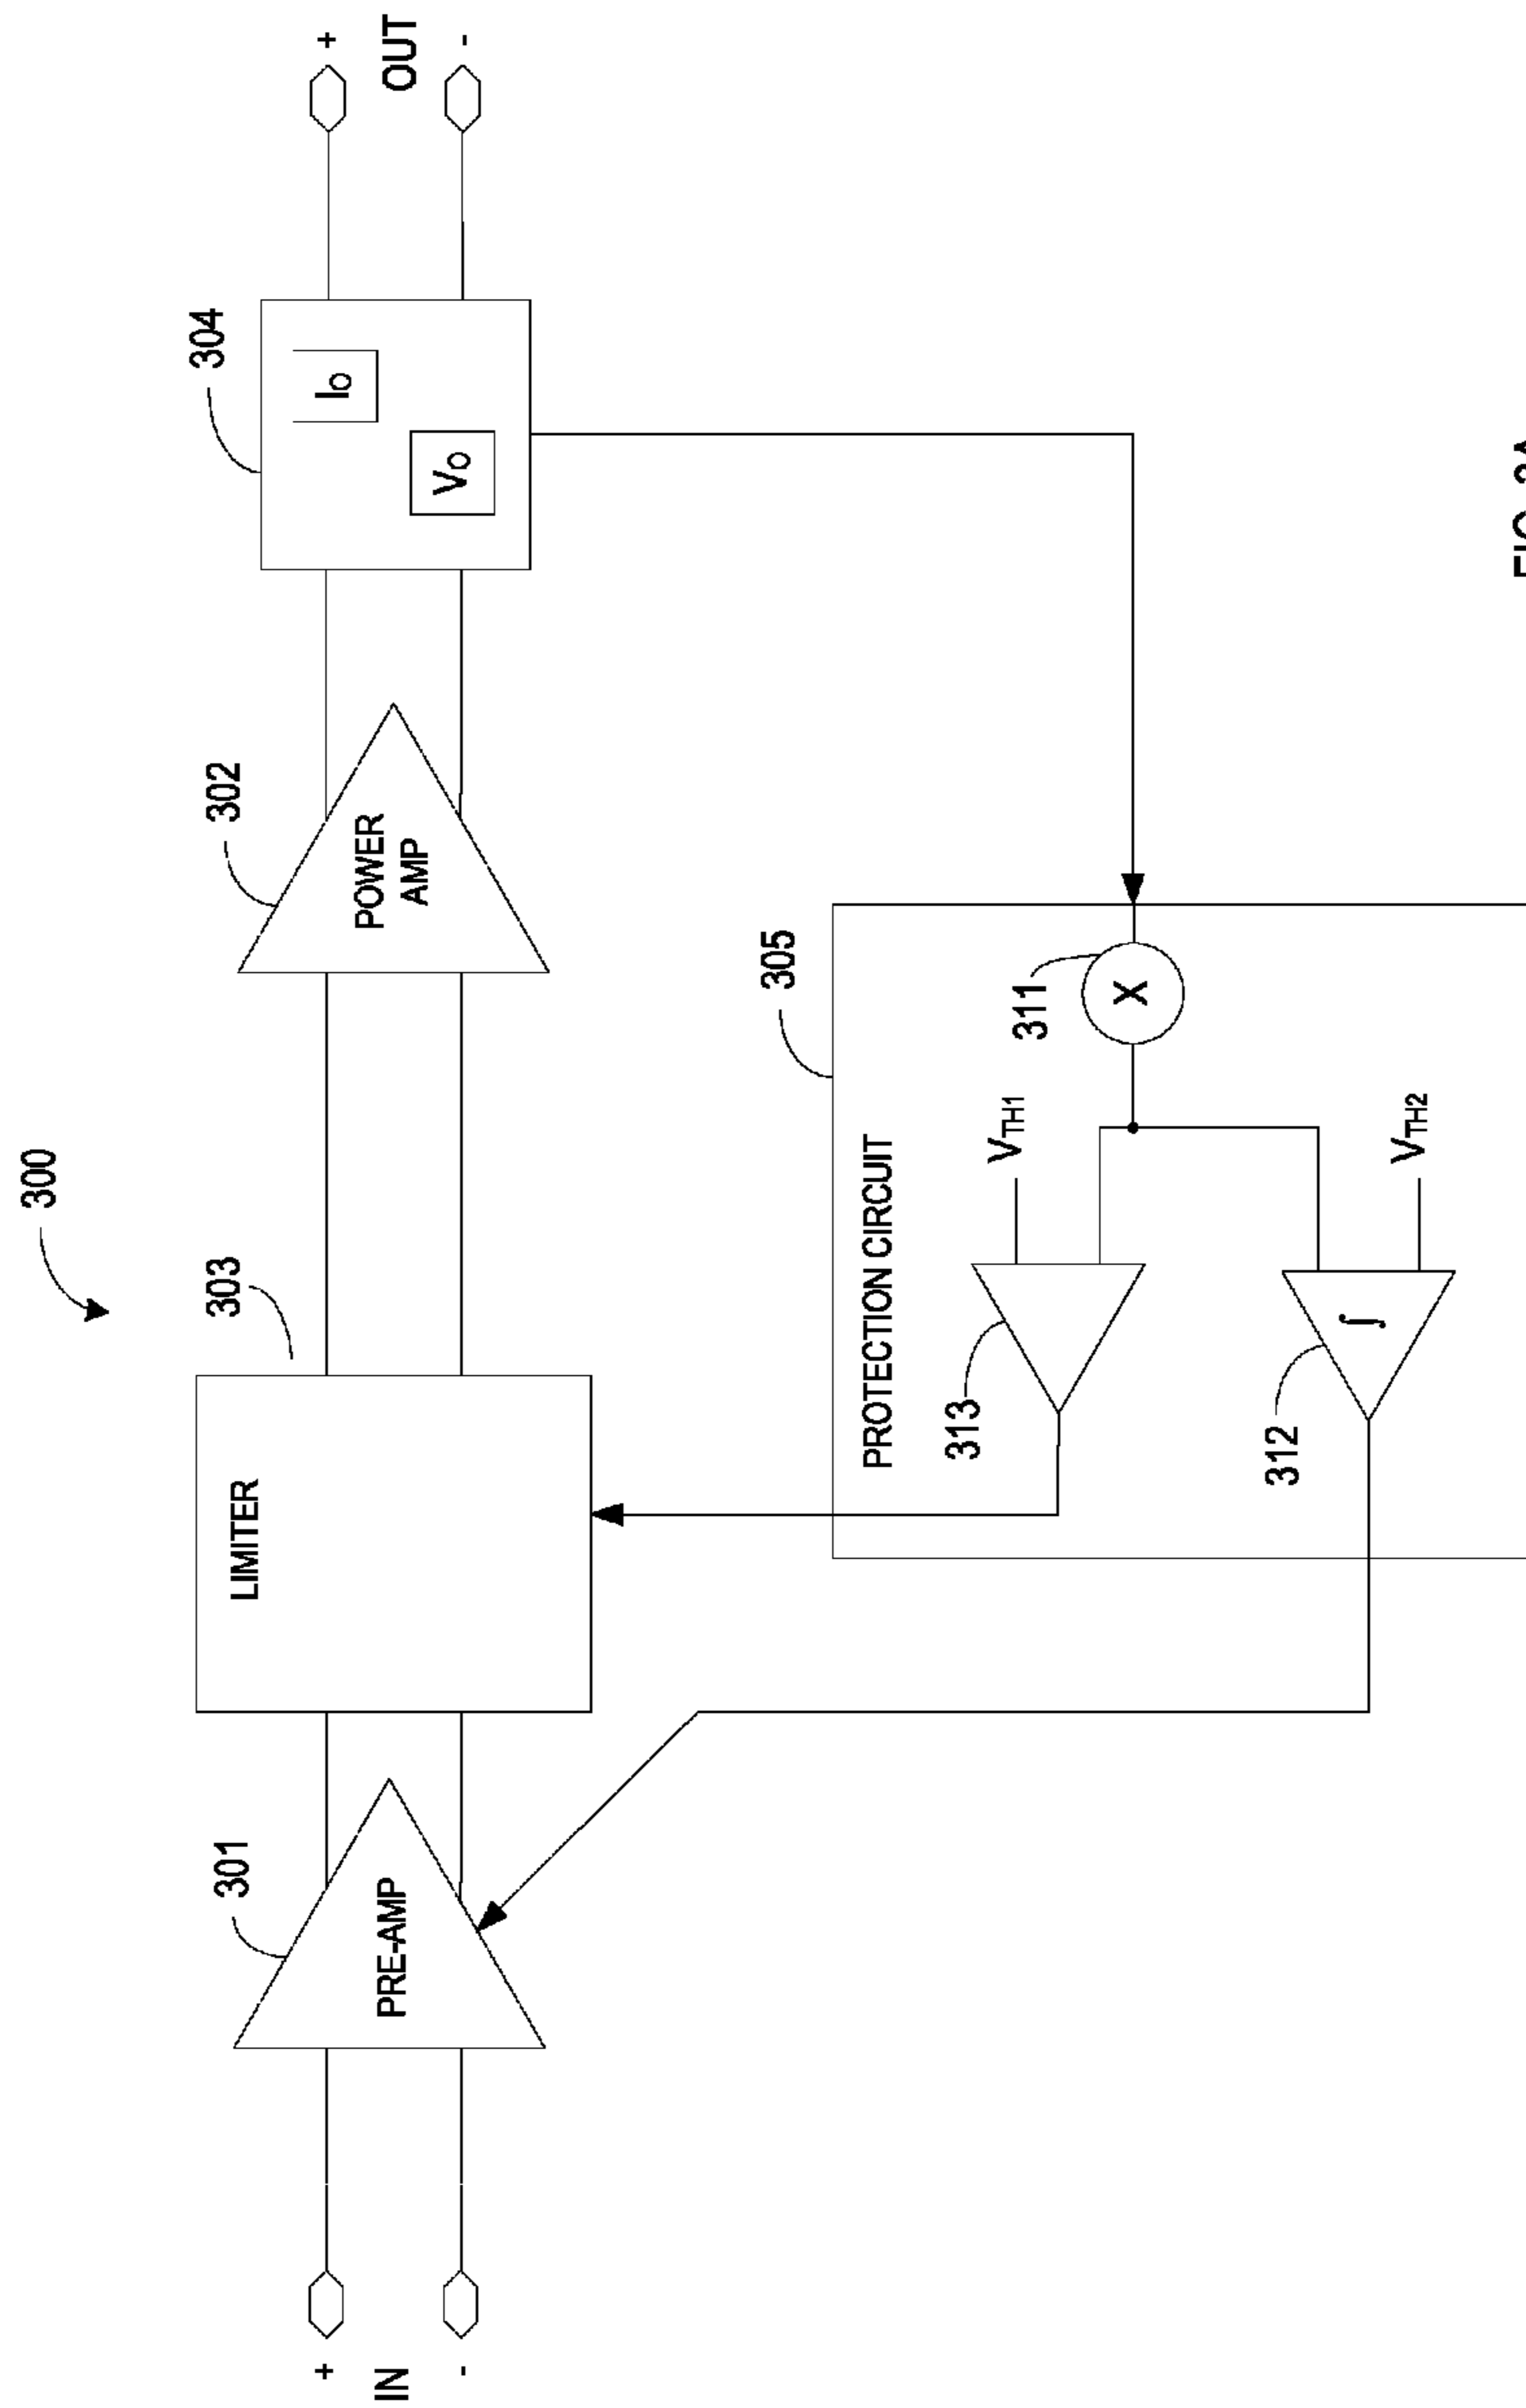 300
+
IN
-
301
PRE-AMP
303
LIMITER
302
POWER
AMP
304
IO
VO
+
OUT
-
305
PROTECTION CIRCUIT
313
VTH1
311
X
312
∫
VTH2